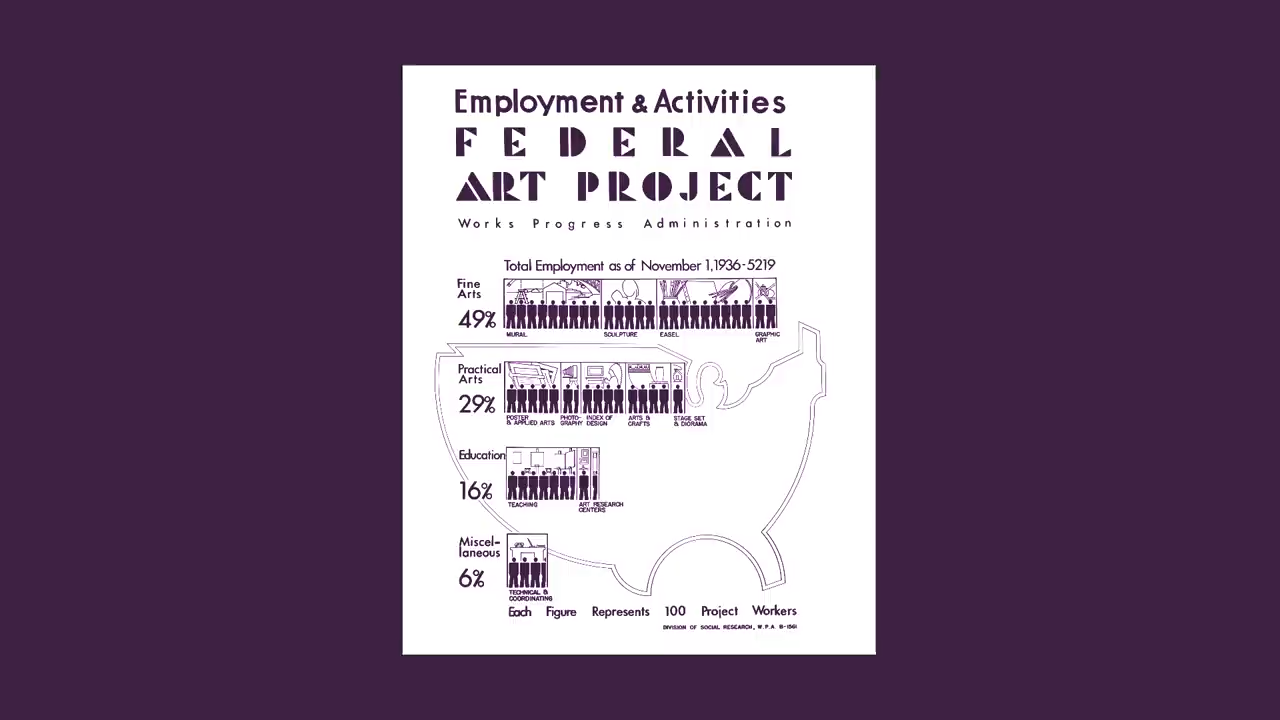 Employment & Activities
FEDERAL
ART PROJECT
Works Progress Administration
Total Employment as of November 1, 1936-5219
Fine
Arts
49%
MURAL
SCULPTURE
EASEL
GRAPHIC
ART
Practical
Arts
29%
POSTER
& APPLIED ARTS
PHOTO-
GRAPHY
INDEX OF
DESIGN
ARTS &
CRAFTS
STAGE SET
& DIORAMA
Education
16%
TEACHING
ART RESEARCH
CENTERS
Miscel-
laneous
6%
TECHNICAL &
COORDINATING
Each Figure Represents 100 Project Workers
DIVISION OF SOCIAL RESEARCH, W.P.A. B-1561